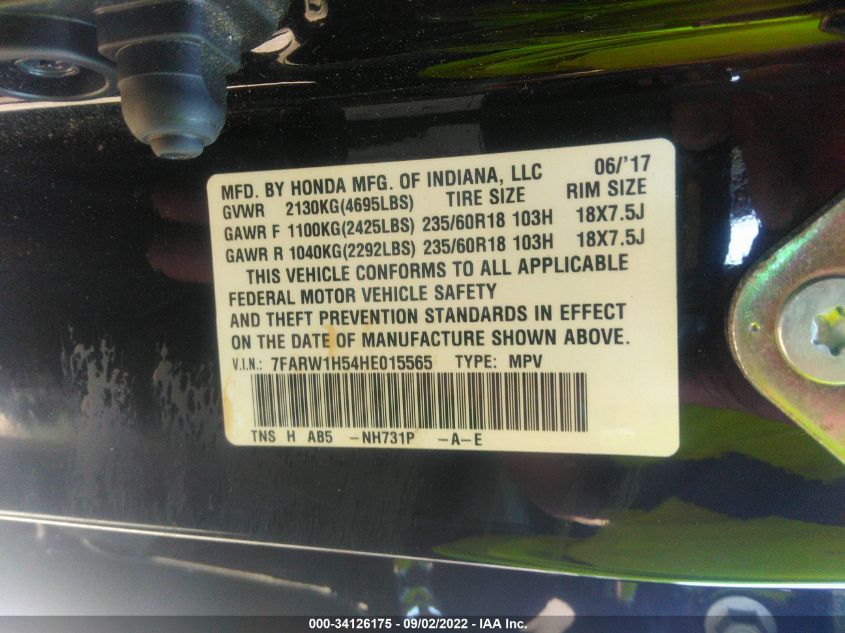 MFD. BY HONDA MFG. OF INDIANA, LLC 06/'17
GVWR 2130KG(4695LBS) TIRE SIZE RIM SIZE
GAWR F 1100KG(2425LBS) 235/60R18 103H 18X7.5J
GAWR R 1040KG(2292LBS) 235/60R18 103H 18X7.5J
THIS VEHICLE CONFORMS TO ALL APPLICABLE
FEDERAL MOTOR VEHICLE SAFETY
AND THEFT PREVENTION STANDARDS IN EFFECT
ON THE DATE OF MANUFACTURE SHOWN ABOVE.
V.I.N.: 7FARW1H54HE015565 TYPE: MPV
TNS H AB5 -NH731P -A-E
000-34126175 - 09/02/2022 - IAA Inc.